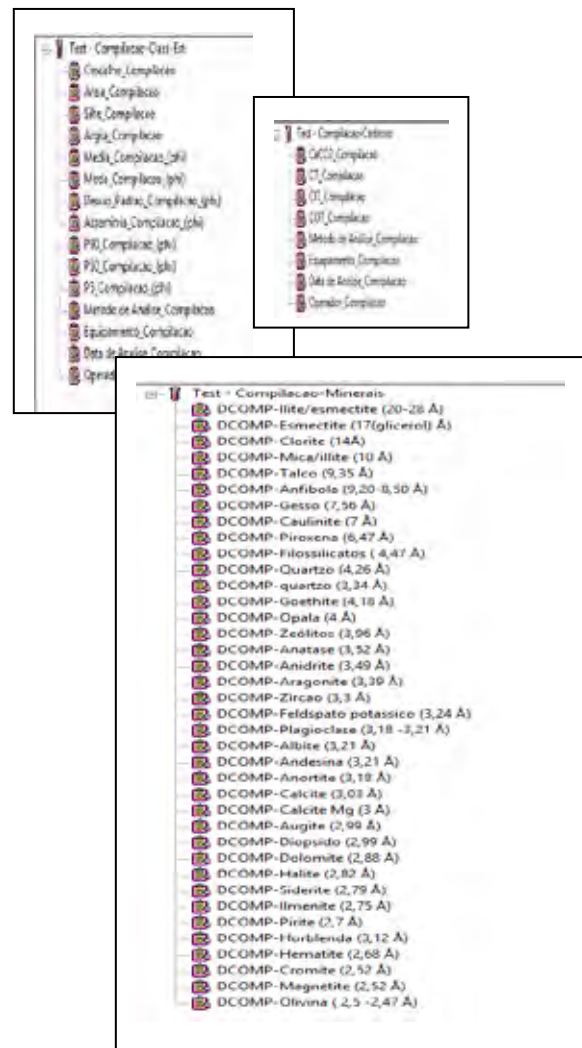 Test - Compilacao-Class-Est
Cascalho_Compilacao
Areia_Compilacao
Silte_Compilacao
Argila_Compilacao
Media_Compilacao_(phi)
Moda_Compilacao_(phi)
Desvio_Padrao_Compilacao_(phi)
Assimetria_Compilacao_(phi)
P90_Compilacao_(phi)
P50_Compilacao_(phi)
P5_Compilacao_(phi)
Metodo de Analise_Compilacao
Equipamento_Compilacao
Data de Analise_Compilacao
Test - Compilacao-Carbono
CaCO3_Compilacao
CT_Compilacao
CIT_Compilacao
COT_Compilacao
Metodo de Analise_Compilacao
Equipamento_Compilacao
Data de Analise_Compilacao
Operador_Compilacao
Test - Compilacao-Minerais
DCOMP-Ilite/esmectite (20-28 Å)
DCOMP-Esmectite (17(glicerol) Å)
DCOMP-Clorite (14Å)
DCOMP-Mica/illite (10 Å)
DCOMP-Talco (9,35 Å)
DCOMP-Anfibola (9,20-8,50 Å)
DCOMP-Gesso (7,56 Å)
DCOMP-Caulinite (7 Å)
DCOMP-Piroxena (6,47 Å)
DCOMP-Filossilicatos ( 4,47 Å)
DCOMP-Quartzo (4,26 Å)
DCOMP-quartzo (3,34 Å)
DCOMP-Goethite (4,18 Å)
DCOMP-Opala (4 Å)
DCOMP-Zeólitos (3,96 Å)
DCOMP-Anatase (3,52 Å)
DCOMP-Anidrite (3,49 Å)
DCOMP-Aragonite (3,39 Å)
DCOMP-Zircao (3,3 Å)
DCOMP-Feldspato potassico (3,24 Å)
DCOMP-Plagioclase (3,18 -3,21 Å)
DCOMP-Albite (3,21 Å)
DCOMP-Andesina (3,21 Å)
DCOMP-Anortite (3,18 Å)
DCOMP-Calcite (3,03 Å)
DCOMP-Calcite Mg (3 Å)
DCOMP-Augite (2,99 Å)
DCOMP-Diopsido (2,99 Å)
DCOMP-Dolomite (2,88 Å)
DCOMP-Halite (2,82 Å)
DCOMP-Siderite (2,79 Å)
DCOMP-Ilmenite (2,75 Å)
DCOMP-Pirite (2,7 Å)
DCOMP-Horblenda (3,12 Å)
DCOMP-Hematite (2,68 Å)
DCOMP-Cromite (2,52 Å)
DCOMP-Magnetite (2,52 Å)
DCOMP-Olivina ( 2,5 -2,47 Å)